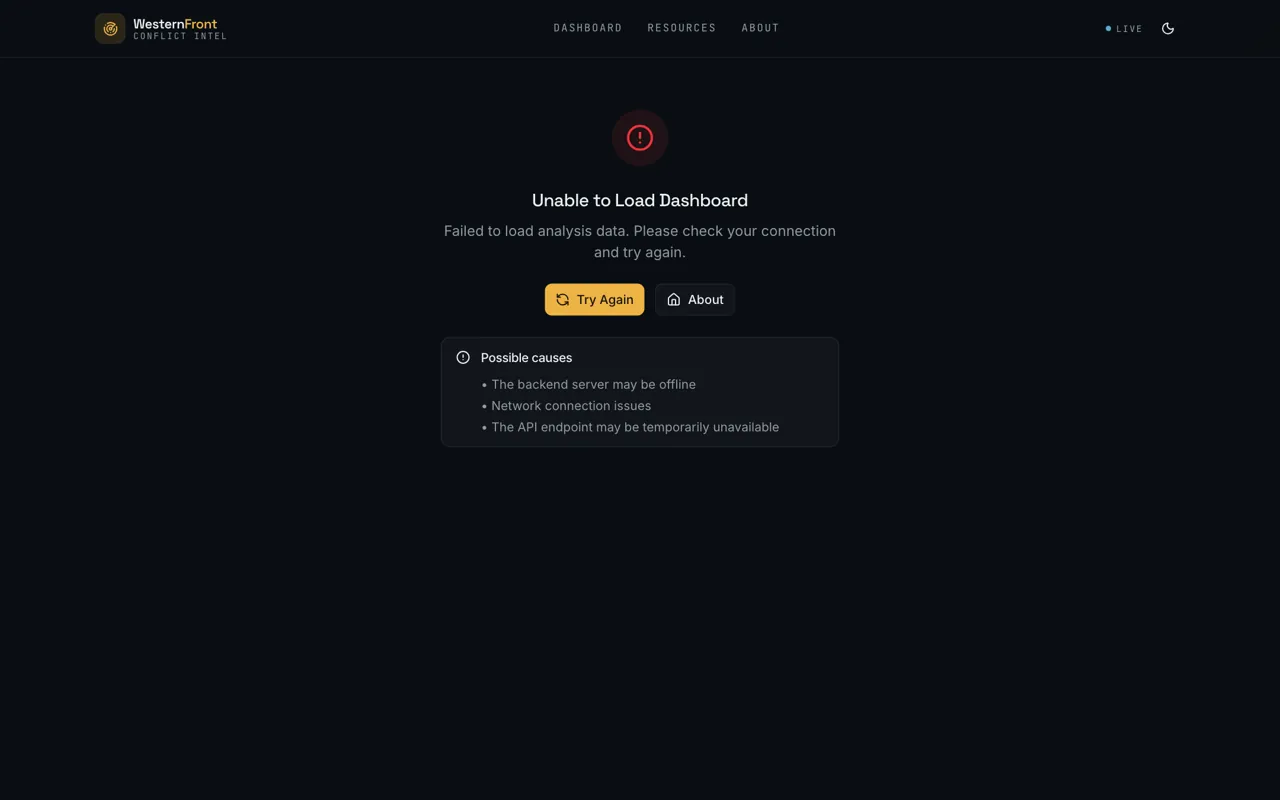 WesternFront
CONFLICT INTEL
DASHBOARD
RESOURCES
ABOUT
LIVE
Unable to Load Dashboard
Failed to load analysis data. Please check your connection
and try again.
Try Again
About
Possible causes
• The backend server may be offline
• Network connection issues
• The API endpoint may be temporarily unavailable